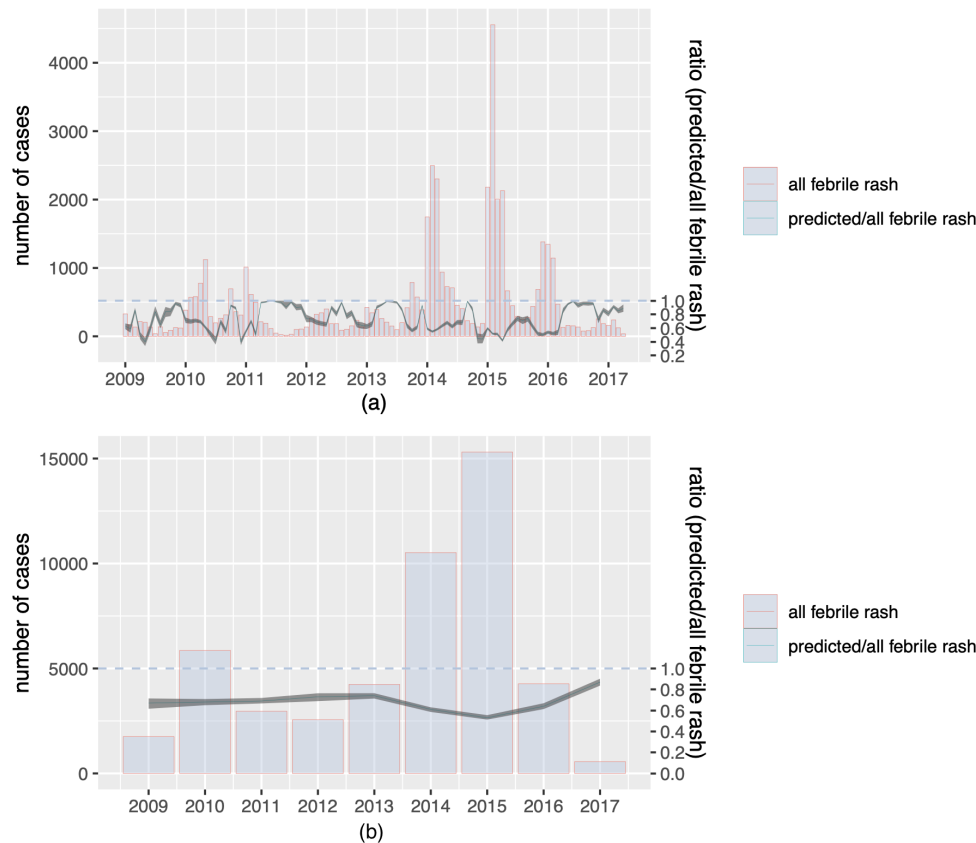 number of cases
4000
3000
2000
1000
0
ratio (predicted/all febrile rash)
1.0
0.8
0.6
0.4
0.2
2009 2010 2011 2012 2013 2014 2015 2016 2017
(a)
all febrile rash
predicted/all febrile rash
number of cases
15000
10000
5000
0
ratio (predicted/all febrile rash)
1.0
0.8
0.6
0.4
0.2
0.0
2009 2010 2011 2012 2013 2014 2015 2016 2017
(b)
all febrile rash
predicted/all febrile rash